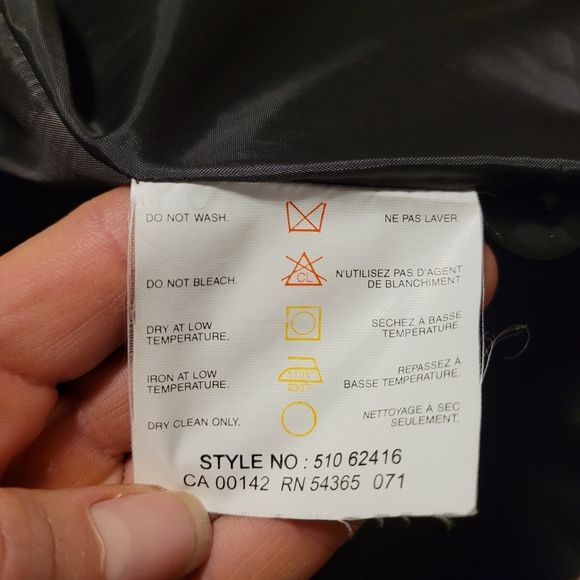 DO NOT WASH.
NE PAS LAVER.
DO NOT BLEACH.
CL
N'UTILISEZ PAS D'AGENT
DE BLANCHIMENT.
DRY AT LOW
TEMPERATURE.
SÉCHEZ À BASSE
TEMPÉRATURE.
IRON AT LOW
TEMPERATURE.
110°C
230°F
REPASSEZ À
BASSE TEMPÉRATURE.
DRY CLEAN ONLY.
NETTOYAGE À SEC
SEULEMENT.
STYLE NO : 510 62416
CA 00142 RN 54365 071